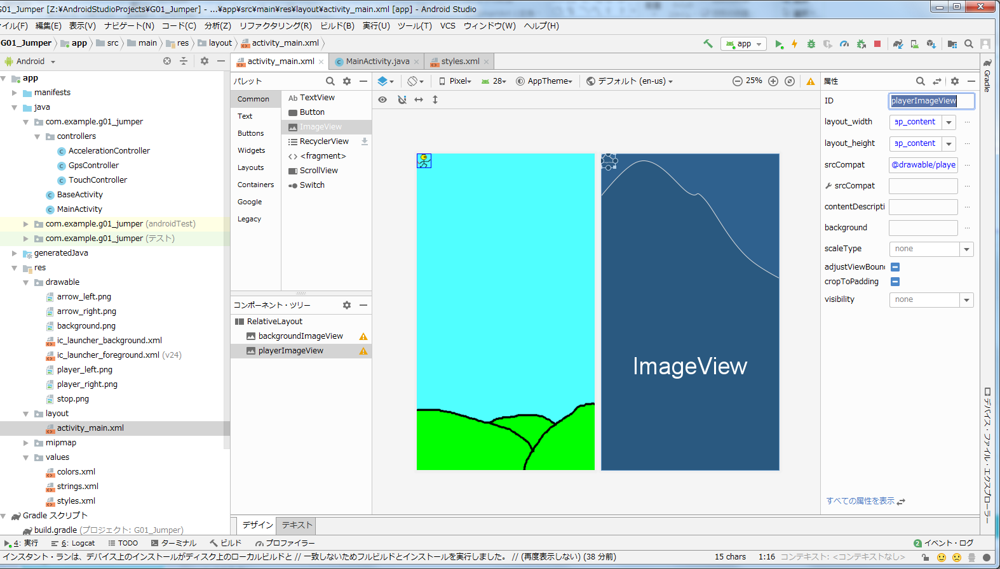 G01_Jumper [Z:¥AndroidStudioProjects¥G01_Jumper] - ...¥app¥src¥main¥res¥layout¥activity_main.xml [app] - Android Studio
イル(F) 編集(E) 表示(V) ナビゲート(N) コード(C) 分析(Z) リファクタリング(R) ビルド(B) 実行(U) ツール(T) VCS ウィンドウ(W) ヘルプ(H)
G01_Jumper app src main res layout activity_main.xml app
Android
activity_main.xml MainActivity.java styles.xml
app
manifests
java
com.example.g01_jumper
controllers
AccelerationController
GpsController
TouchController
BaseActivity
MainActivity
com.example.g01_jumper (androidTest)
com.example.g01_jumper (テスト)
generatedJava
res
drawable
arrow_left.png
arrow_right.png
background.png
ic_launcher_background.xml
ic_launcher_foreground.xml (v24)
player_left.png
player_right.png
stop.png
layout
activity_main.xml
mipmap
values
colors.xml
strings.xml
styles.xml
Gradle スクリプト
build.gradle (プロジェクト: G01_Jumper)
パレット
Common
Text
Buttons
Widgets
Layouts
Containers
Google
Legacy
Ab TextView
Button
ImageView
RecyclerView
<fragment>
ScrollView
Switch
コンポーネント・ツリー
RelativeLayout
backgroundImageView
playerImageView
Pixel 28 AppTheme デフォルト (en-us) 25%
ImageView
属性
ID playerImageView
layout_width ap_content
layout_height ap_content
srcCompat @drawable/playe
srcCompat
contentDescripti
background
scaleType none
adjustViewBound
cropToPadding
visibility none
すべての属性を表示
Gradle
デバイス・ファイル・エクスプローラー
デザイン テキスト
4: 実行 6: Logcat TODO ターミナル ビルド プロファイラー 2 イベント・ログ
インスタント・ランは、デバイス上のインストールがディスク上のローカルビルドと // 一致しないためフルビルドとインストールを実行しました。 // (再度表示しない) (38 分前) 15 chars 1:16 コンテキスト: <コンテキストなし>